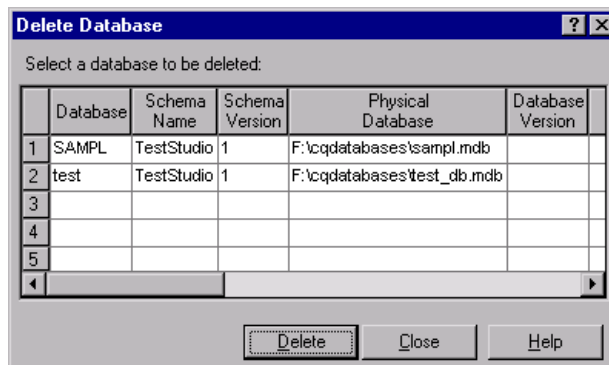 Delete Database
Select a database to be deleted:
Database Schema Name Schema Version Physical Database Database Version
1 SAMPL TestStudio 1 F:\cqdatabases\sampl.mdb
2 test TestStudio 1 F:\cqdatabases\test_db.mdb
3
4
5
Delete Close Help